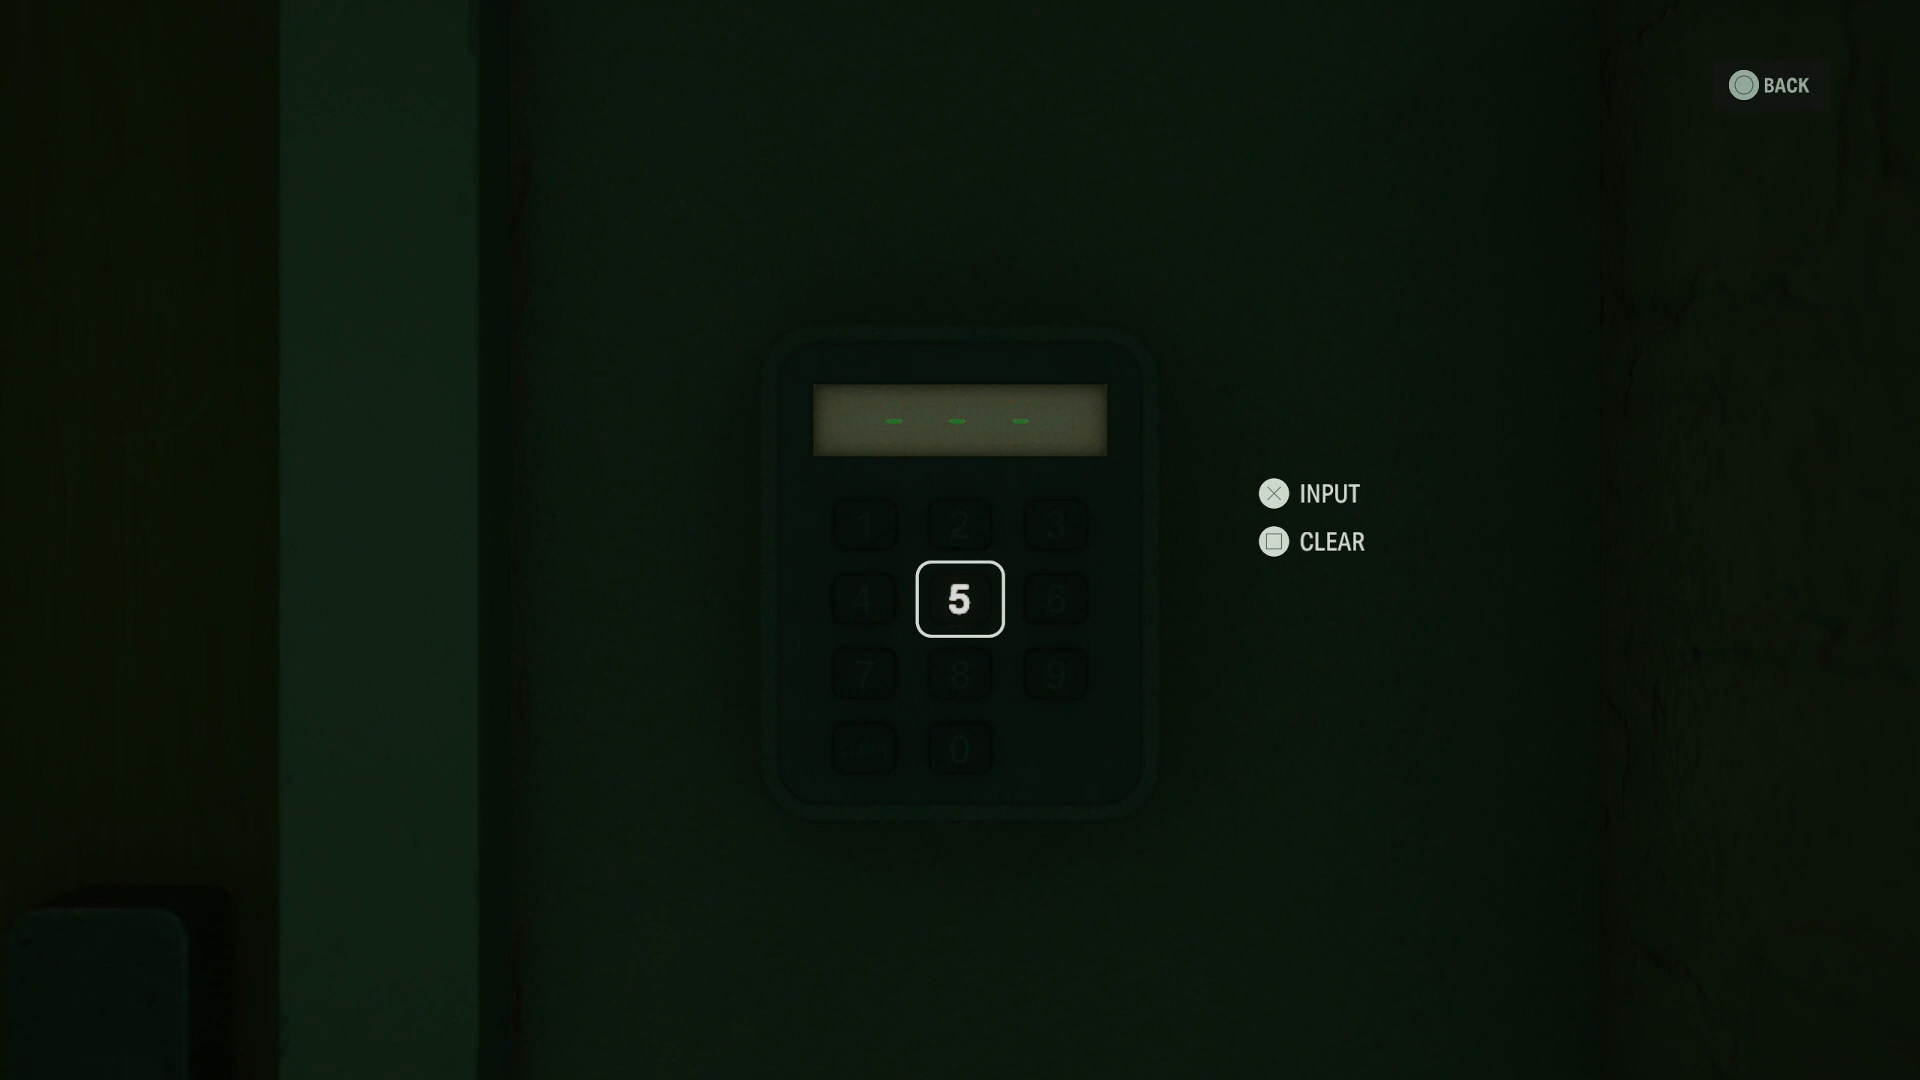 BACK
- - -
1 2 3
INPUT
CLEAR
4 5 6
7 8 9
0